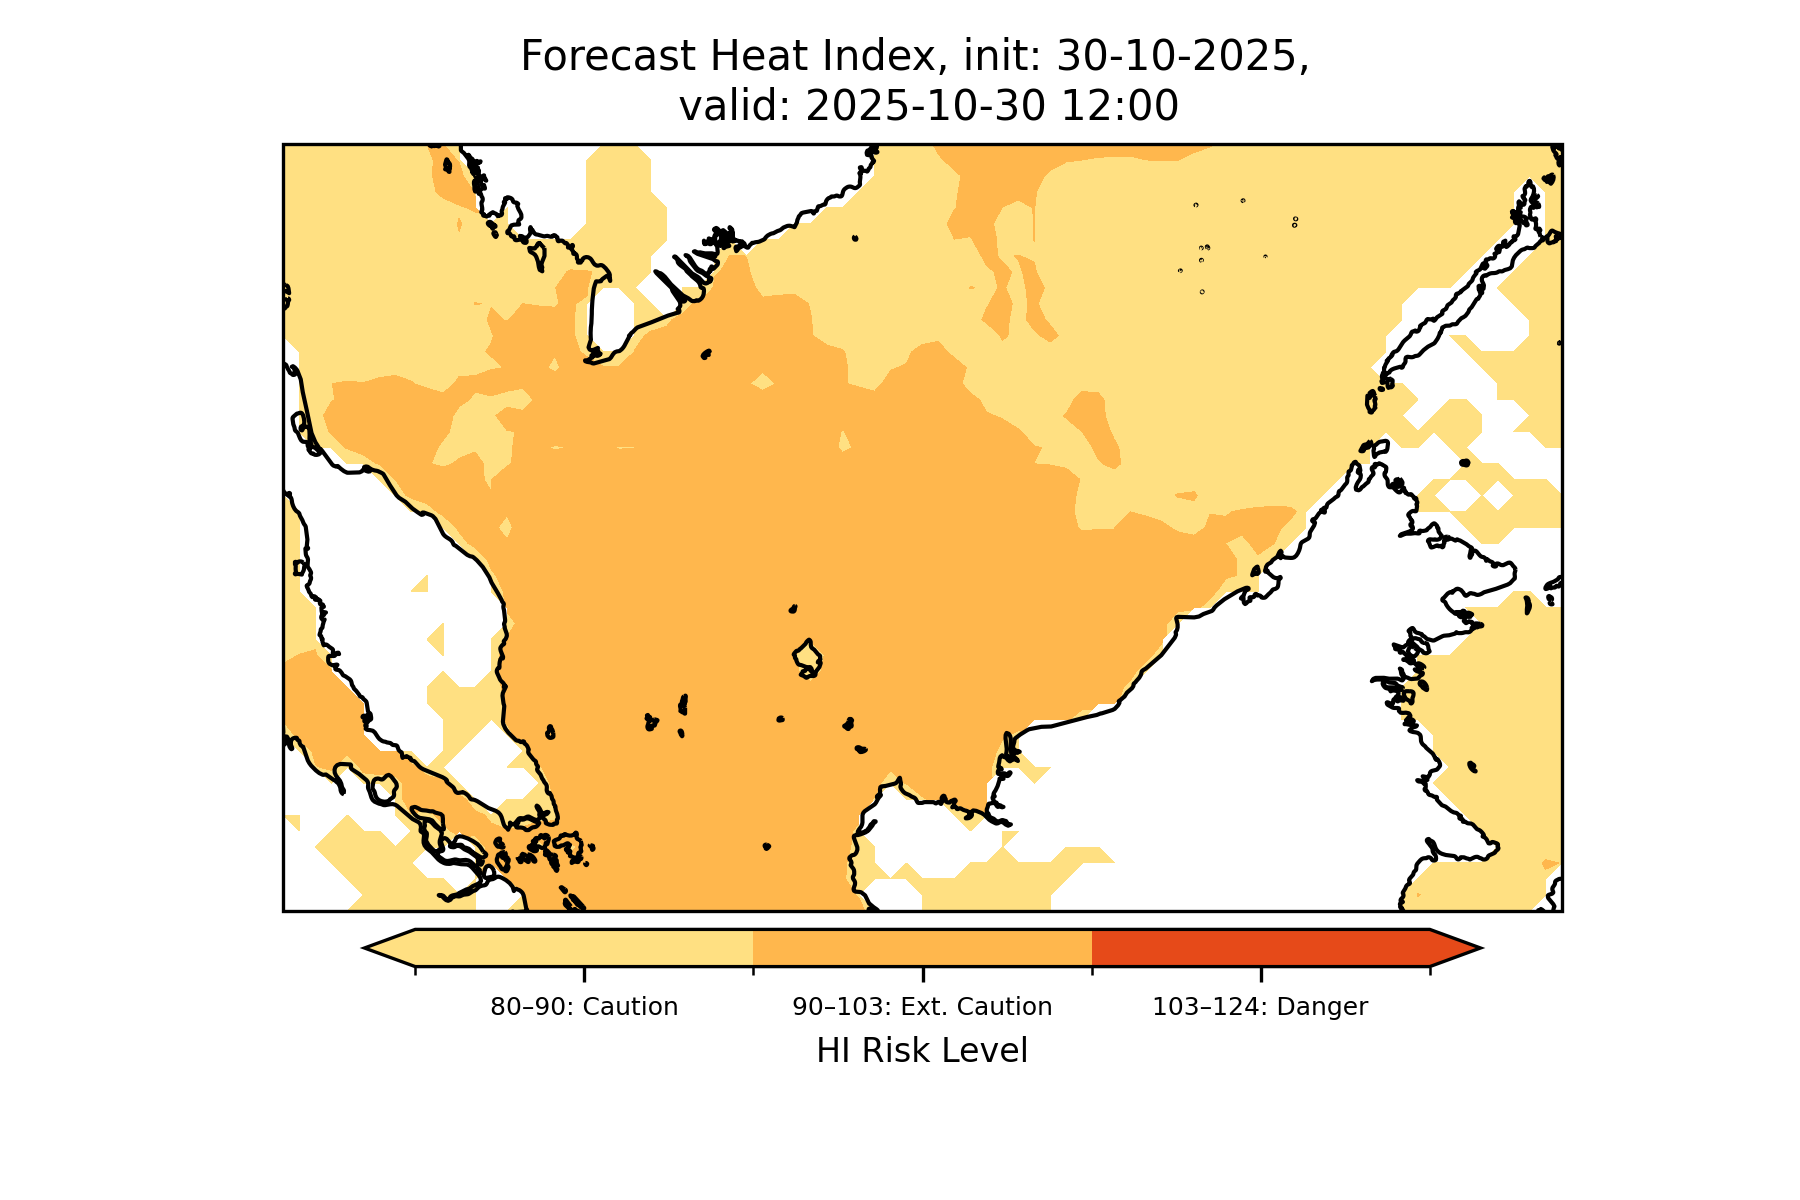 Forecast Heat Index, init: 30-10-2025,
valid: 2025-10-30 12:00
80–90: Caution
90–103: Ext. Caution
103–124: Danger
HI Risk Level